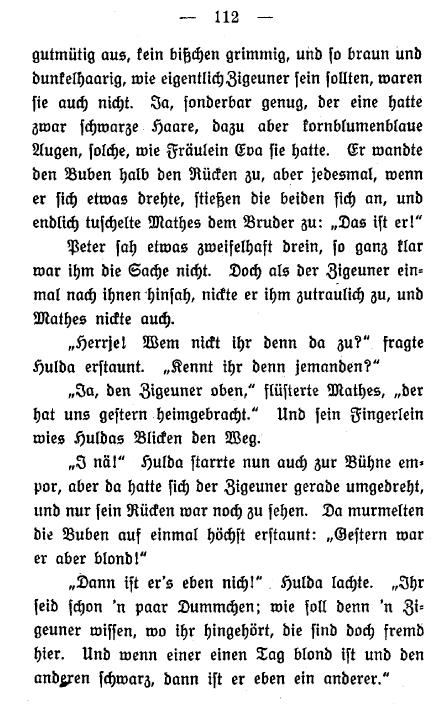 — 112 —
gutmütig aus, kein bißchen grimmig, und so braun und
dunkelhaarig, wie eigentlich Zigeuner sein sollten, waren
sie auch nicht. Ja, sonderbar genug, der eine hatte
zwar schwarze Haare, dazu aber kornblumenblaue
Augen, solche, wie Fräulein Eva sie hatte. Er wandte
den Buben halb den Rücken zu, aber jedesmal, wenn
er sich etwas drehte, stießen die beiden sich an, und
endlich tuschelte Mathes dem Bruder zu: „Das ist er!“
Peter sah etwas zweifelhaft drein, so ganz klar
war ihm die Sache nicht. Doch als der Zigeuner ein-
mal nach ihnen hinsah, nickte er ihm zutraulich zu, und
Mathes nickte auch.
„Herrje! Wem nickt ihr denn da zu?“ fragte
Hulda erstaunt. „Kennt ihr denn jemanden?“
„Ja, den Zigeuner oben,“ flüsterte Mathes, „der
hat uns gestern heimgebracht.“ Und sein Fingerlein
wies Huldas Blicken den Weg.
„I nä!“ Hulda starrte nun auch zur Bühne em-
por, aber da hatte sich der Zigeuner gerade umgedreht,
und nur sein Rücken war noch zu sehen. Da murmelten
die Buben auf einmal höchst erstaunt: „Gestern war
er aber blond!“
„Dann ist er's eben nich!“ Hulda lachte. „Ihr
seid schon 'n paar Dummchen; wie soll denn 'n Zi-
geuner wissen, wo ihr hingehört, die sind doch fremd
hier. Und wenn einer einen Tag blond ist und den
anderen schwarz, dann ist er eben ein anderer.“